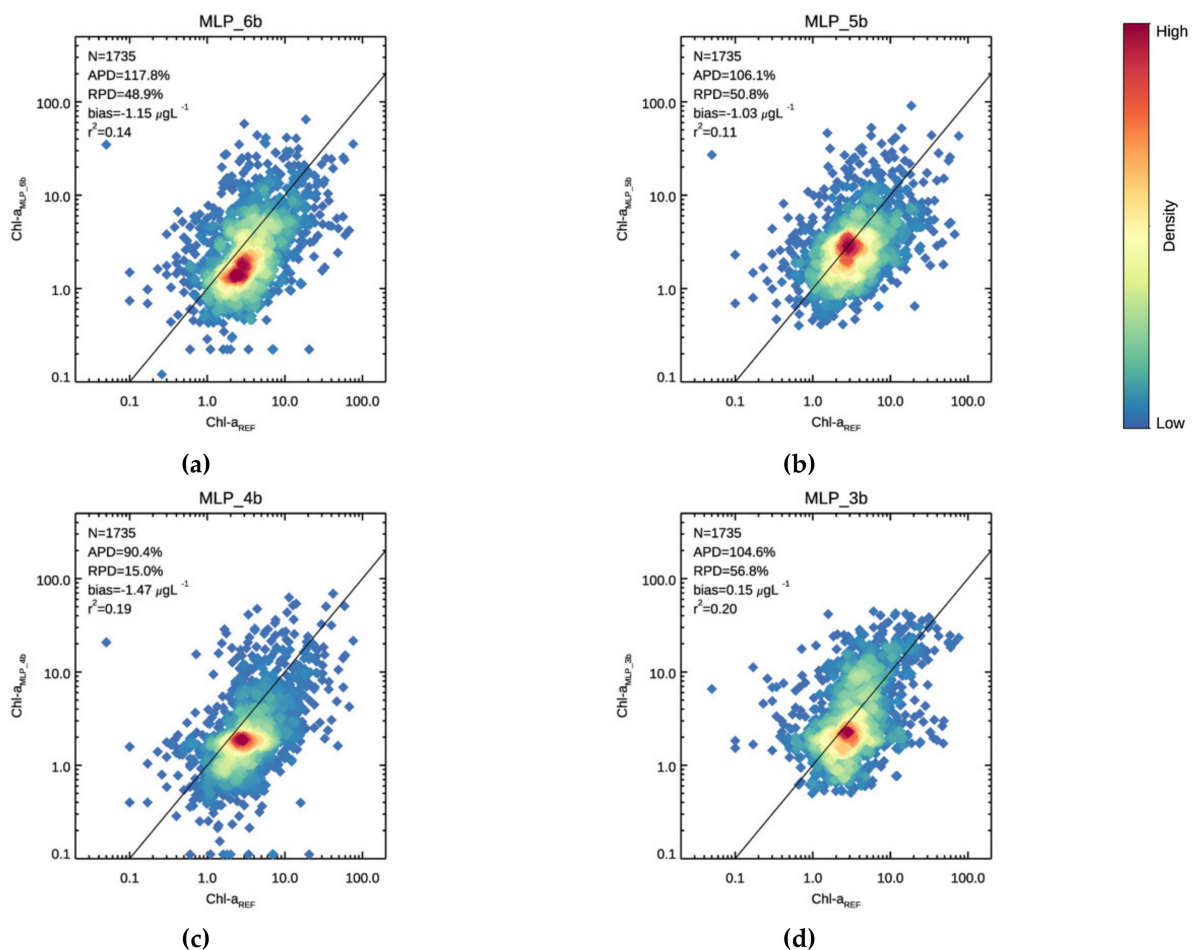 MLP_6b
N=1735
APD=117.8%
RPD=48.9%
bias=-1.15 μgL⁻¹
r²=0.14
100.0
10.0
1.0
0.1
Chl-a_MLP_6b
0.1 1.0 10.0 100.0
Chl-a_REF
(a)
MLP_5b
N=1735
APD=106.1%
RPD=50.8%
bias=-1.03 μgL⁻¹
r²=0.11
100.0
10.0
1.0
0.1
Chl-a_MLP_5b
0.1 1.0 10.0 100.0
Chl-a_REF
(b)
High
Density
Low
MLP_4b
N=1735
APD=90.4%
RPD=15.0%
bias=-1.47 μgL⁻¹
r²=0.19
100.0
10.0
1.0
0.1
Chl-a_MLP_4b
0.1 1.0 10.0 100.0
Chl-a_REF
(c)
MLP_3b
N=1735
APD=104.6%
RPD=56.8%
bias=0.15 μgL⁻¹
r²=0.20
100.0
10.0
1.0
0.1
Chl-a_MLP_3b
0.1 1.0 10.0 100.0
Chl-a_REF
(d)